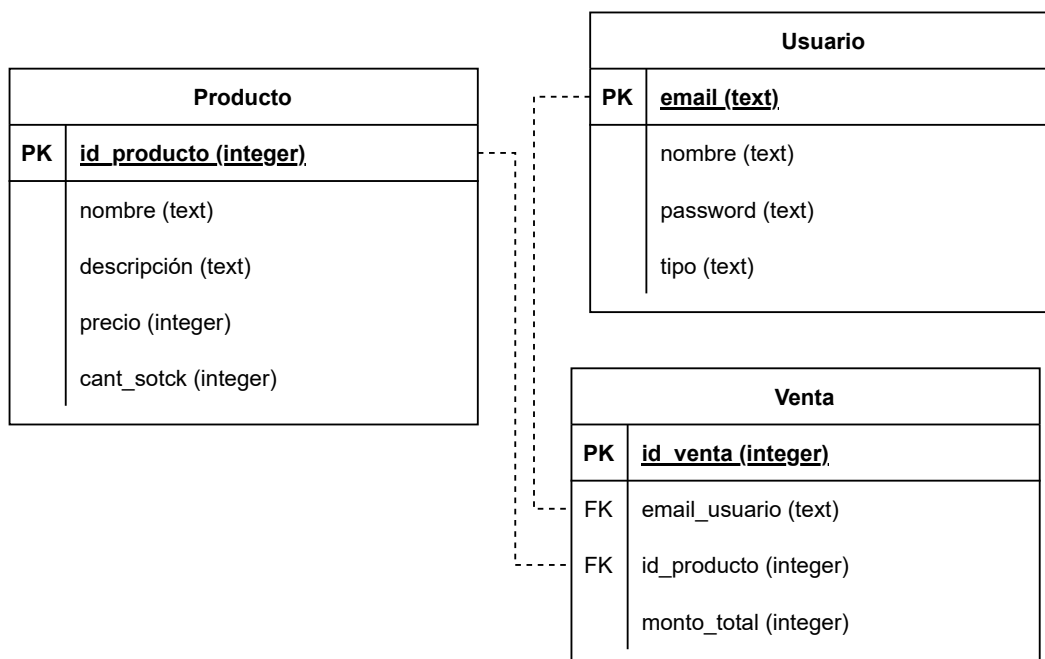 Producto
PK id_producto (integer)
nombre (text)
descripción (text)
precio (integer)
cant_sotck (integer)
Usuario
PK email (text)
nombre (text)
password (text)
tipo (text)
Venta
PK id_venta (integer)
FK email_usuario (text)
FK id_producto (integer)
monto_total (integer)